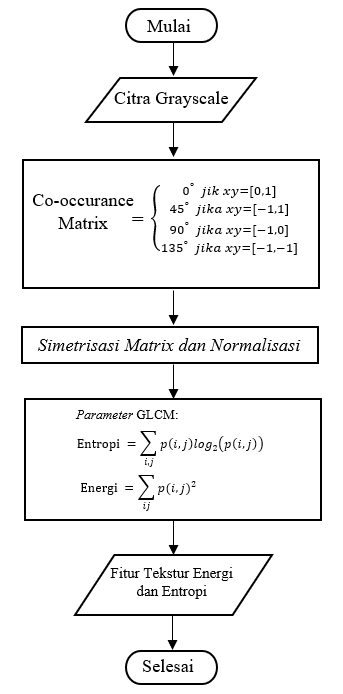 Mulai
Citra Grayscale
Co-occurance
Matrix
=
0° jik xy=[0,1]
45° jika xy=[−1,1]
90° jika xy=[−1,0]
135° jika xy=[−1,−1]
Simetrisasi Matrix dan Normalisasi
Parameter GLCM:
Entropi = ∑i,j p(i,j)log₂(p(i,j))
Energi = ∑ij p(i,j)²
Fitur Tekstur Energi
dan Entropi
Selesai